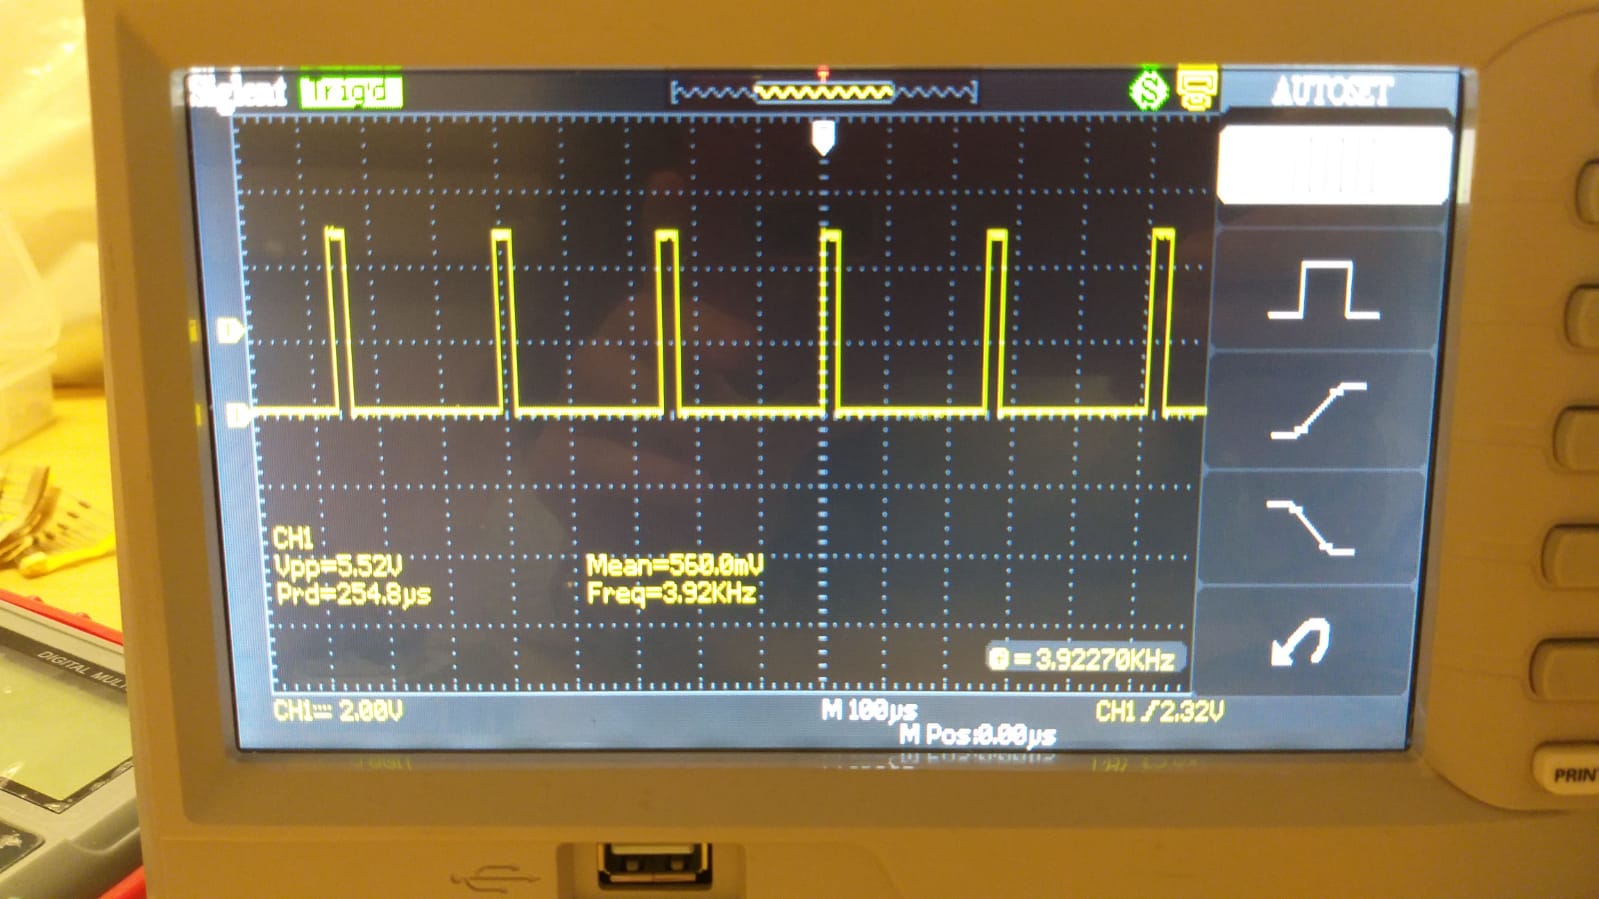 Siglent Trig'd T S AUTOSET
CH1
Vpp=5.52V Mean=560.0mV
Prd=254.8µs Freq=3.92KHz
= 3.92270KHz
CH1 2.00V M 100µs CH1 2.32V
M Pos:0.00µs
DIGITAL
PRIN